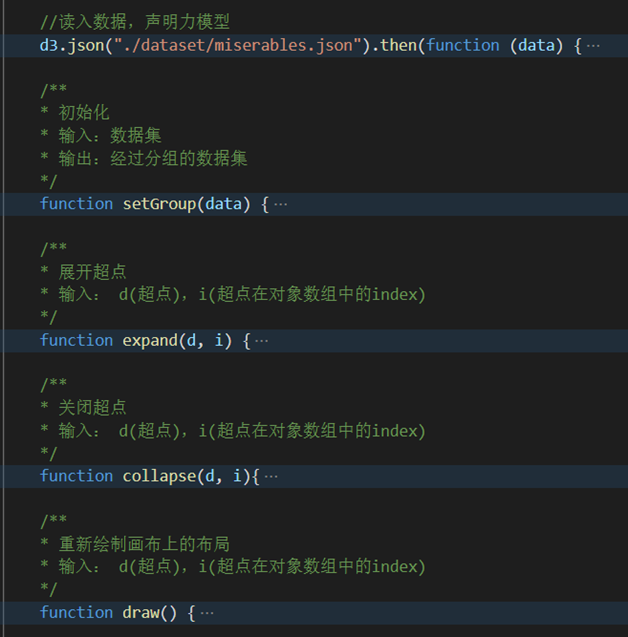 //读入数据，声明力模型
d3.json("./dataset/miserables.json").then(function (data) {···
/**
* 初始化
* 输入：数据集
* 输出：经过分组的数据集
*/
function setGroup(data) {···
/**
* 展开超点
* 输入： d(超点)，i(超点在对象数组中的index)
*/
function expand(d, i) {···
/**
* 关闭超点
* 输入： d(超点)，i(超点在对象数组中的index)
*/
function collapse(d, i){···
/**
* 重新绘制画布上的布局
* 输入： d(超点)，i(超点在对象数组中的index)
*/
function draw() {···